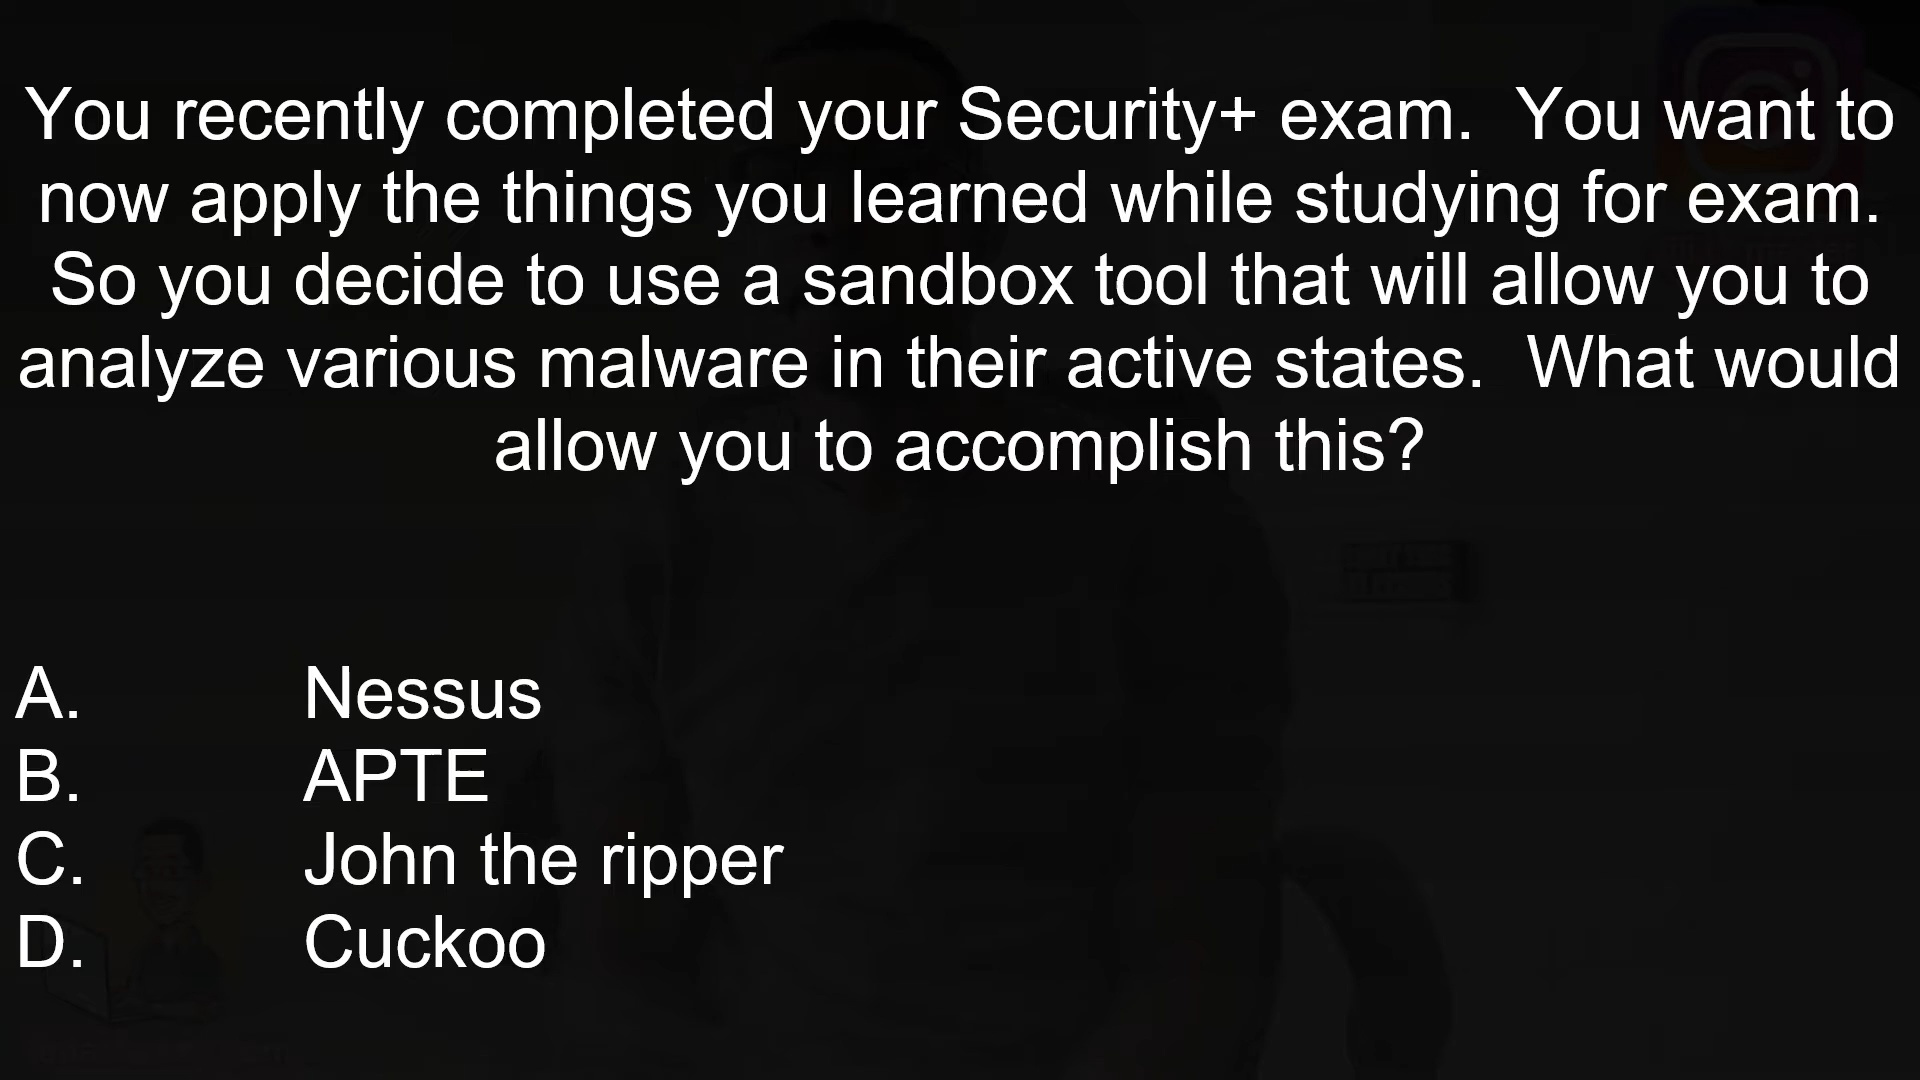 You recently completed your Security+ exam.  You want to
now apply the things you learned while studying for exam.
So you decide to use a sandbox tool that will allow you to
analyze various malware in their active states.  What would
allow you to accomplish this?
A. Nessus
B. APTE
C. John the ripper
D. Cuckoo